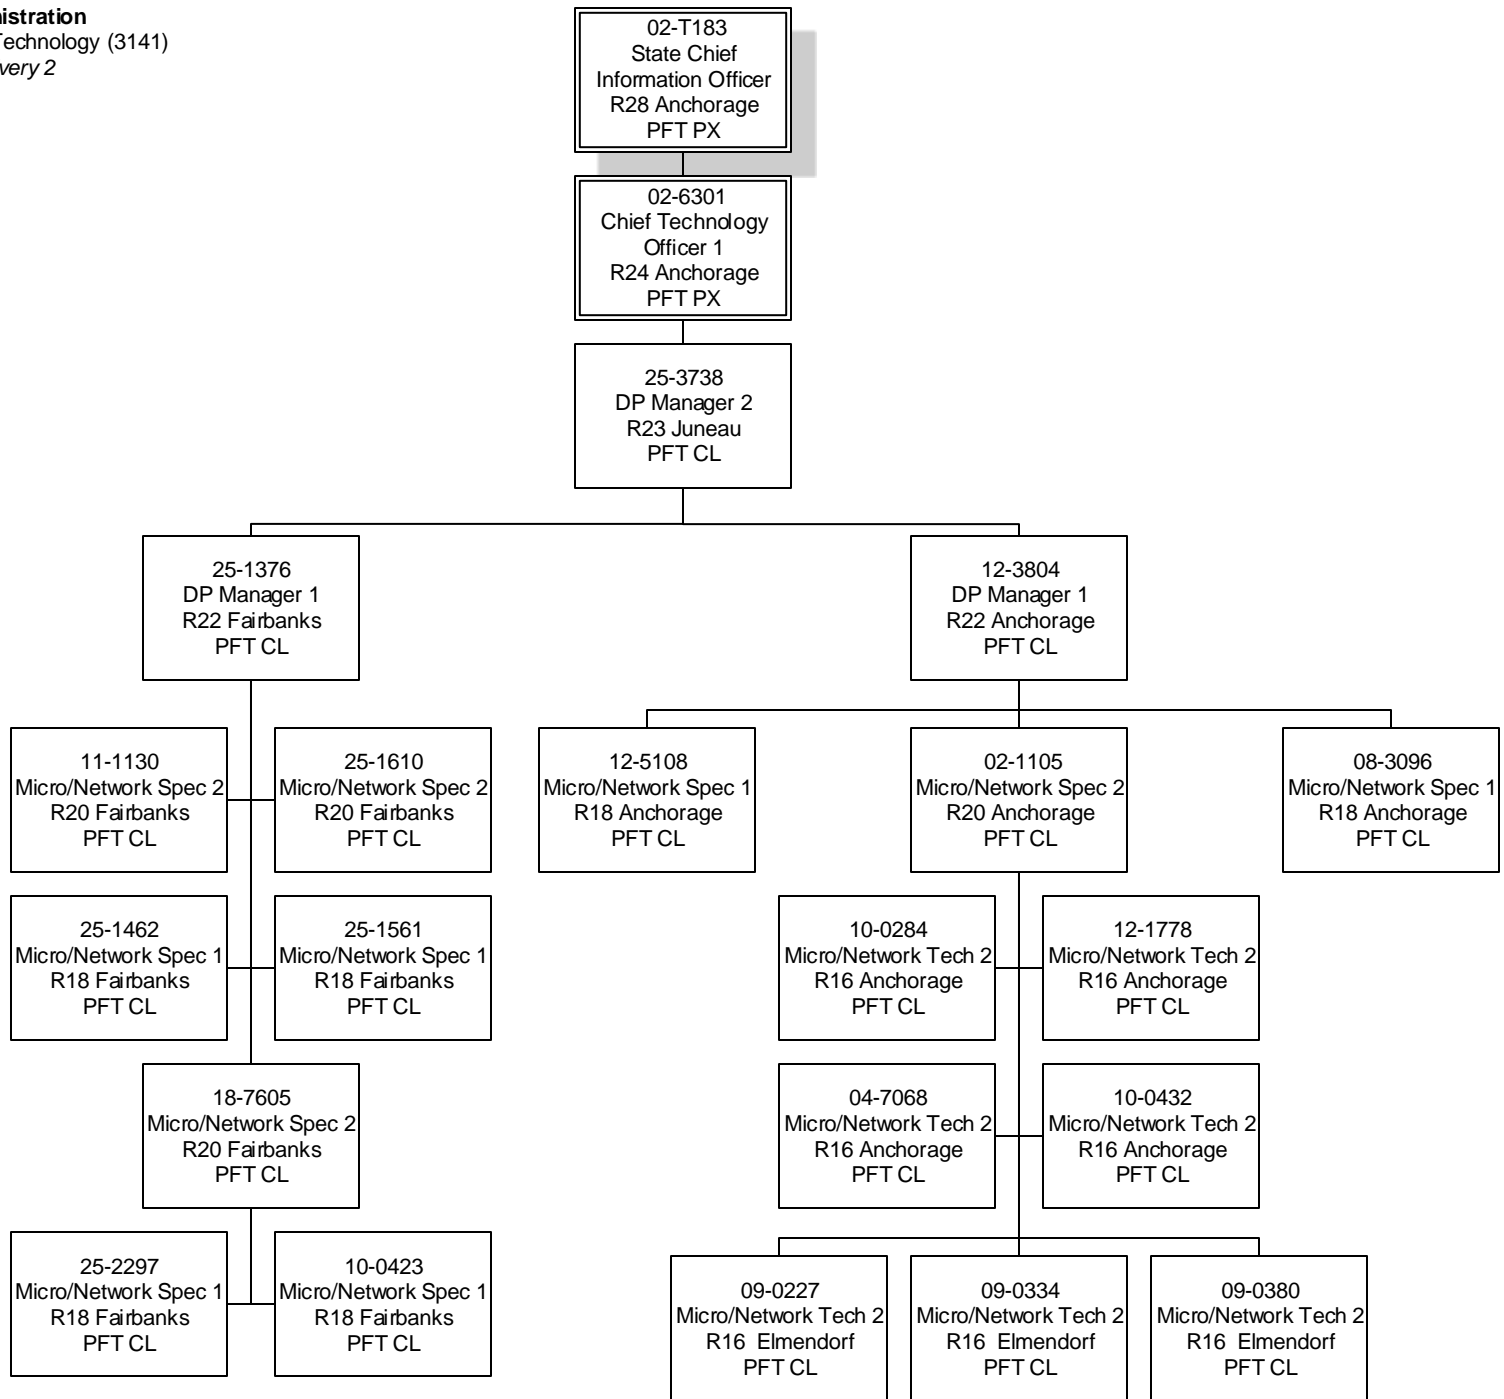 nistration
Technology (3141)
very 2
02-T183
State Chief
Information Officer
R28 Anchorage
PFT PX
02-6301
Chief Technology
Officer 1
R24 Anchorage
PFT PX
25-3738
DP Manager 2
R23 Juneau
PFT CL
25-1376
DP Manager 1
R22 Fairbanks
PFT CL
12-3804
DP Manager 1
R22 Anchorage
PFT CL
11-1130
Micro/Network Spec 2
R20 Fairbanks
PFT CL
25-1610
Micro/Network Spec 2
R20 Fairbanks
PFT CL
12-5108
Micro/Network Spec 1
R18 Anchorage
PFT CL
02-1105
Micro/Network Spec 2
R20 Anchorage
PFT CL
08-3096
Micro/Network Spec 1
R18 Anchorage
PFT CL
25-1462
Micro/Network Spec 1
R18 Fairbanks
PFT CL
25-1561
Micro/Network Spec 1
R18 Fairbanks
PFT CL
10-0284
Micro/Network Tech 2
R16 Anchorage
PFT CL
12-1778
Micro/Network Tech 2
R16 Anchorage
PFT CL
18-7605
Micro/Network Spec 2
R20 Fairbanks
PFT CL
04-7068
Micro/Network Tech 2
R16 Anchorage
PFT CL
10-0432
Micro/Network Tech 2
R16 Anchorage
PFT CL
25-2297
Micro/Network Spec 1
R18 Fairbanks
PFT CL
10-0423
Micro/Network Spec 1
R18 Fairbanks
PFT CL
09-0227
Micro/Network Tech 2
R16 Elmendorf
PFT CL
09-0334
Micro/Network Tech 2
R16 Elmendorf
PFT CL
09-0380
Micro/Network Tech 2
R16 Elmendorf
PFT CL